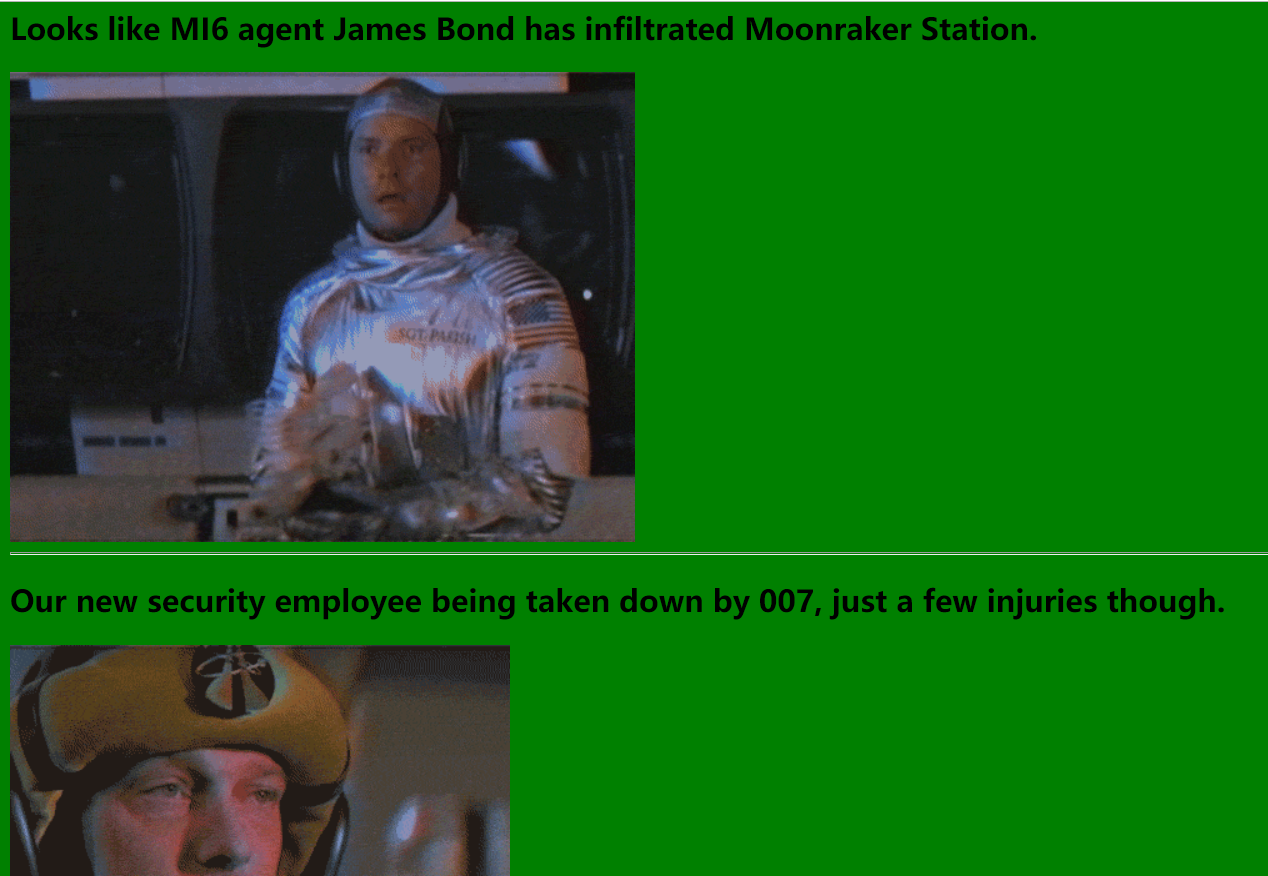 Looks like MI6 agent James Bond has infiltrated Moonraker Station.
SGT. PARISH
Our new security employee being taken down by 007, just a few injuries though.